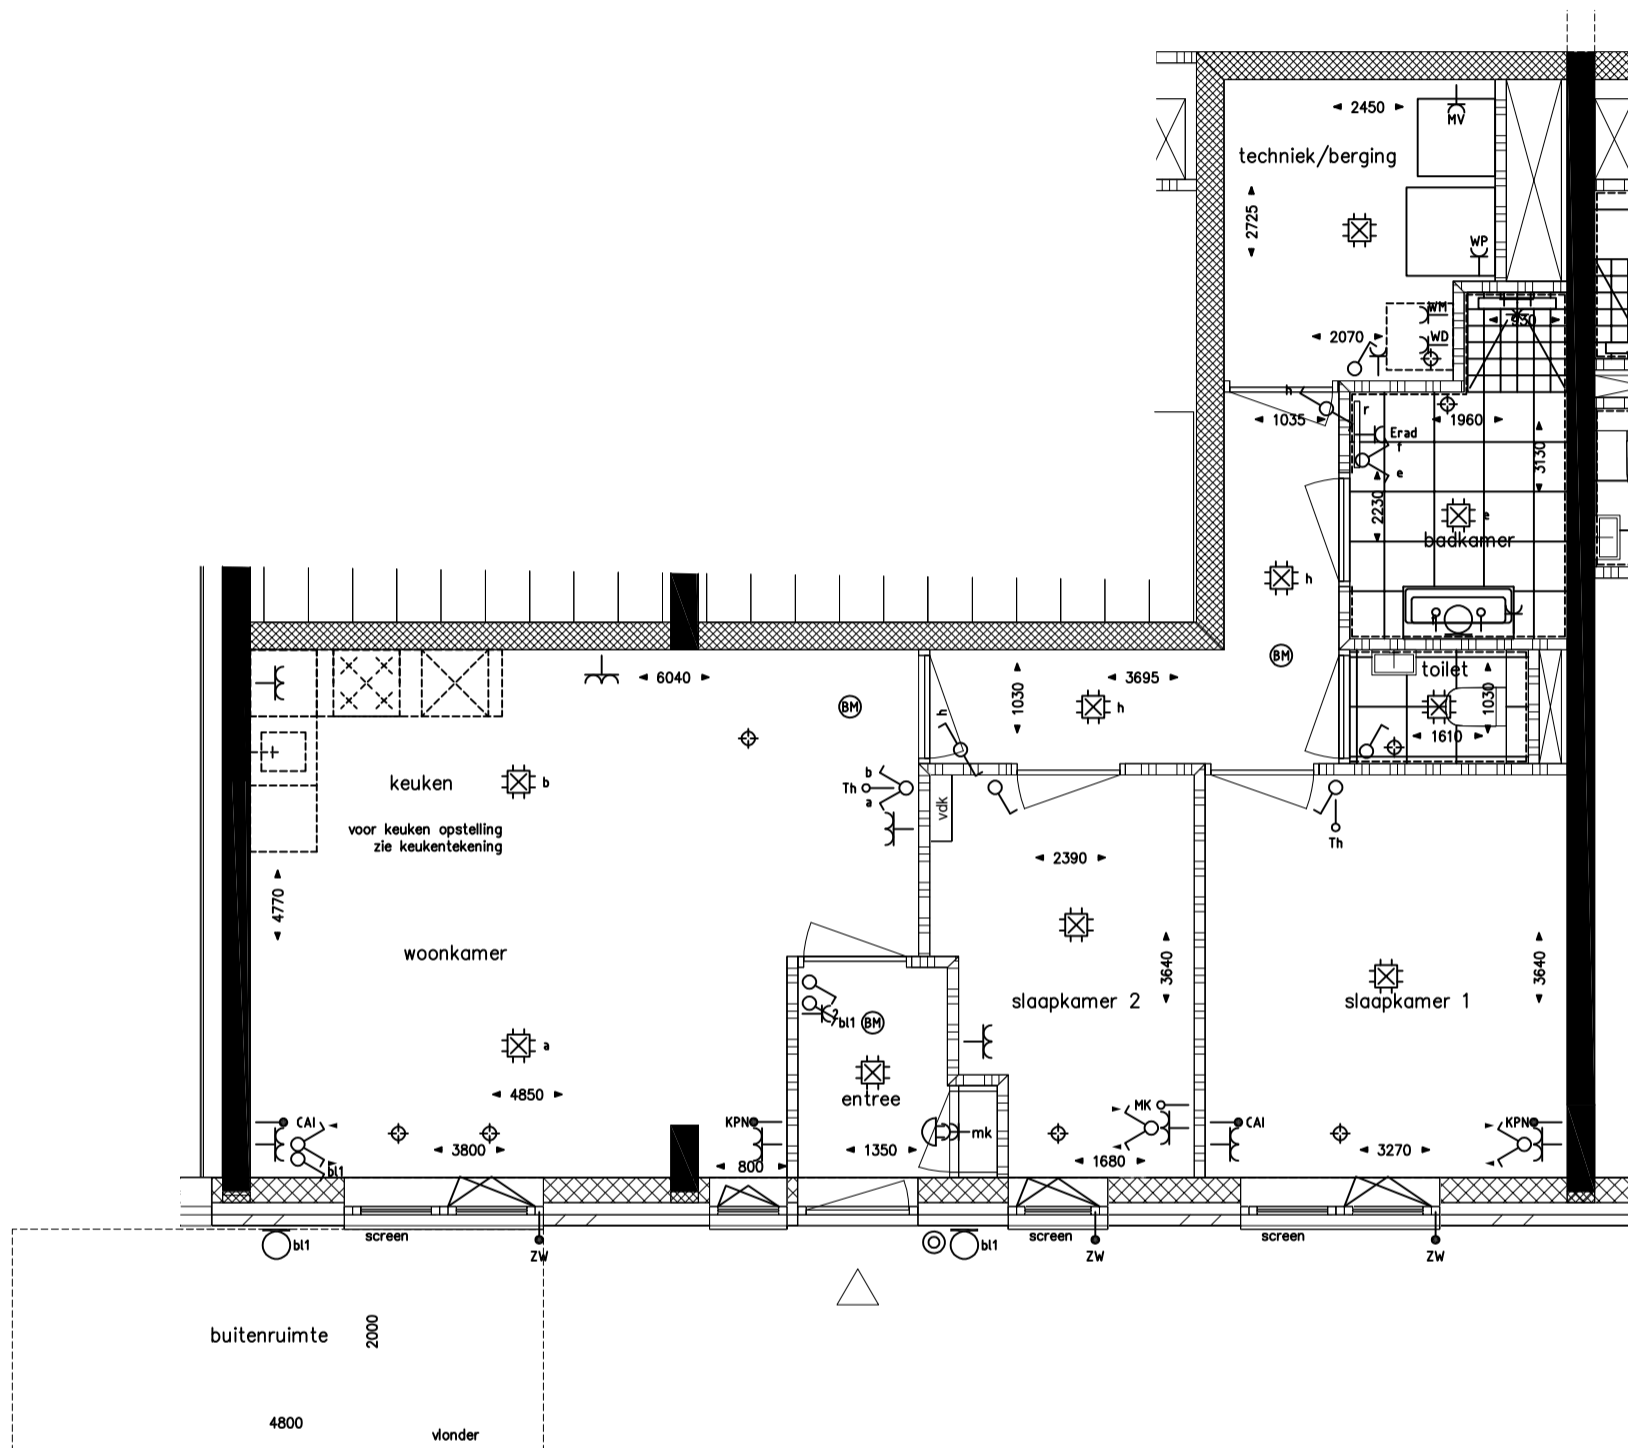 2450
MV
techniek/berging
2725
WP
WM
930
2070
WD
h
r
1035
1960
Erad
f
3130
e
2230
e
badkamer
h
BM
toilet
6040
3695
1030
1030
BM
h
h
1610
keuken
b
b
Th
a
vdk
voor keuken opstelling
zie keukentekening
Th
2390
4770
woonkamer
3640
3640
slaapkamer 2
slaapkamer 1
2
bl1
BM
a
4850
entree
CAI
KPN
mk
MK
CAI
KPN
3800
1350
1680
3270
bl1
800
bl1
screen
ZW
bl1
screen
ZW
screen
ZW
buitenruimte
2000
4800
vlonder